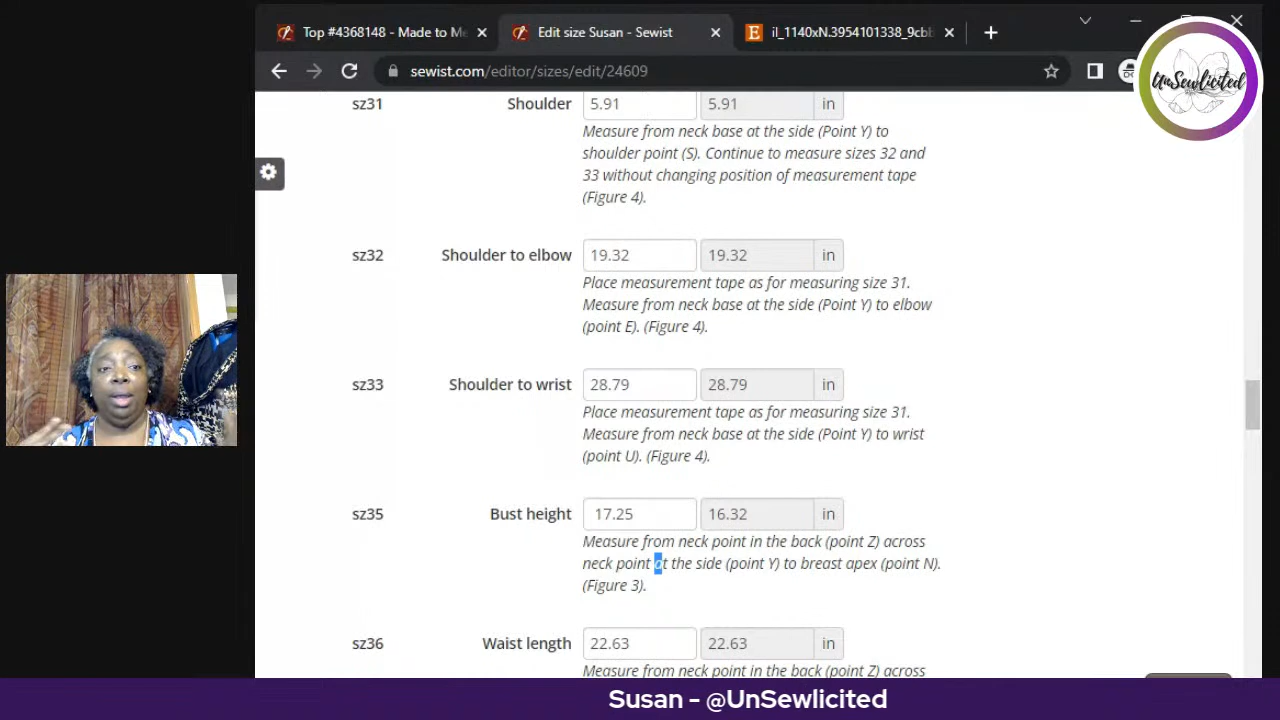 Top #4368148 - Made to Me
Edit size Susan - Sewist
E il_1140xN.3954101338_9cb
sewist.com/editor/sizes/edit/24609
UnSewlicited
sz31 Shoulder 5.91 5.91 in
Measure from neck base at the side (Point Y) to
shoulder point (S). Continue to measure sizes 32 and
33 without changing position of measurement tape
(Figure 4).
sz32 Shoulder to elbow 19.32 19.32 in
Place measurement tape as for measuring size 31.
Measure from neck base at the side (Point Y) to elbow
(point E). (Figure 4).
sz33 Shoulder to wrist 28.79 28.79 in
Place measurement tape as for measuring size 31.
Measure from neck base at the side (Point Y) to wrist
(point U). (Figure 4).
sz35 Bust height 17.25 16.32 in
Measure from neck point in the back (point Z) across
neck point at the side (point Y) to breast apex (point N).
(Figure 3).
sz36 Waist length 22.63 22.63 in
Measure from neck point in the back (point Z) across
Susan - @UnSewlicited